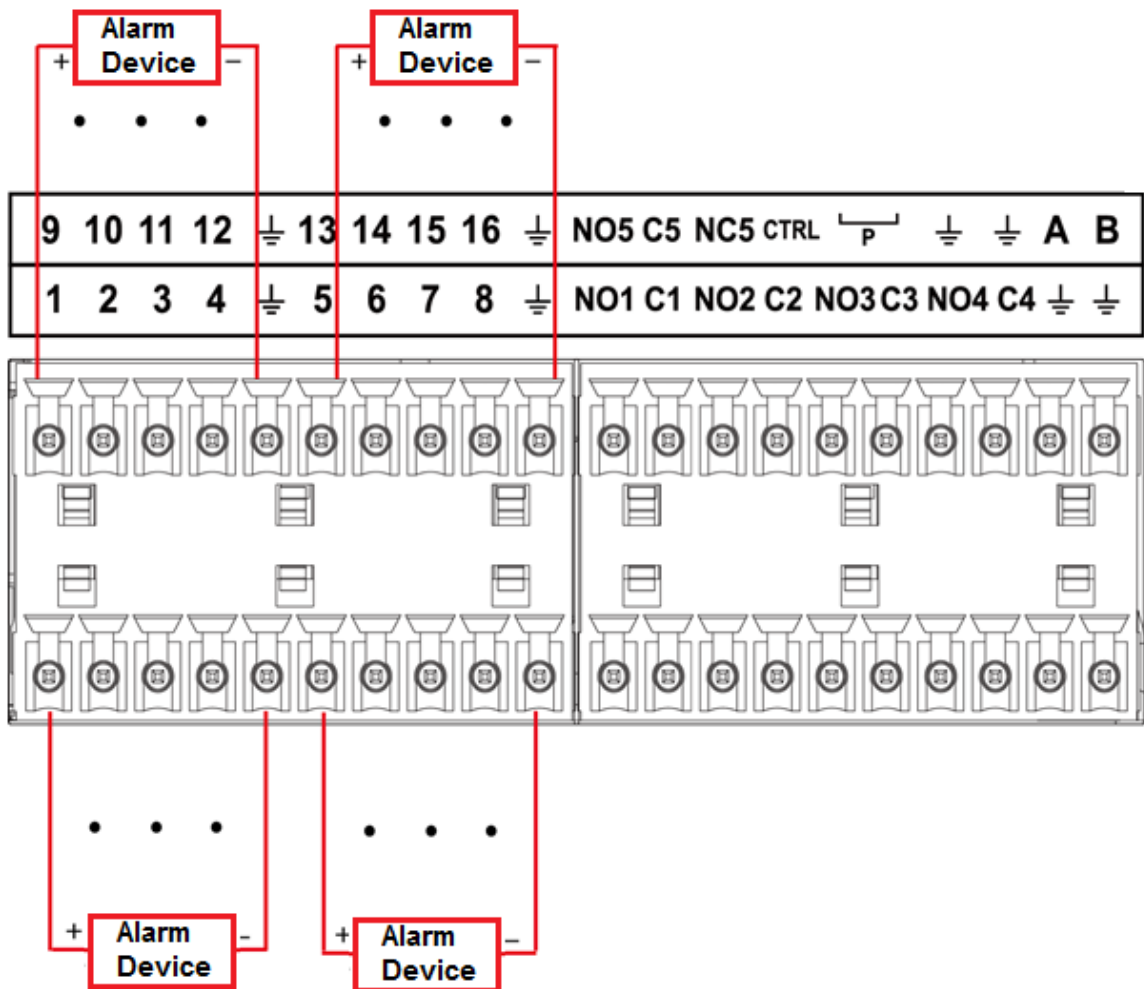 Alarm
Device
+ −
Alarm
Device
+ −
9 10 11 12 ⏚ 13 14 15 16 ⏚ NO5 C5 NC5 CTRL P ⏚ ⏚ A B
1 2 3 4 ⏚ 5 6 7 8 ⏚ NO1 C1 NO2 C2 NO3 C3 NO4 C4 ⏚ ⏚
+ -
Alarm
Device
+ −
Alarm
Device